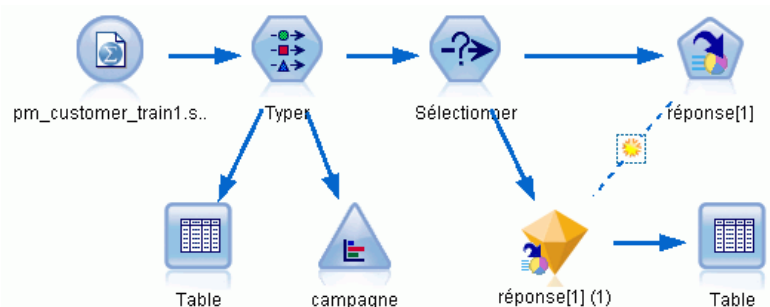 pm_customer_train1.s.. Typer Sélectionner réponse[1]
Table campagne réponse[1] (1) Table